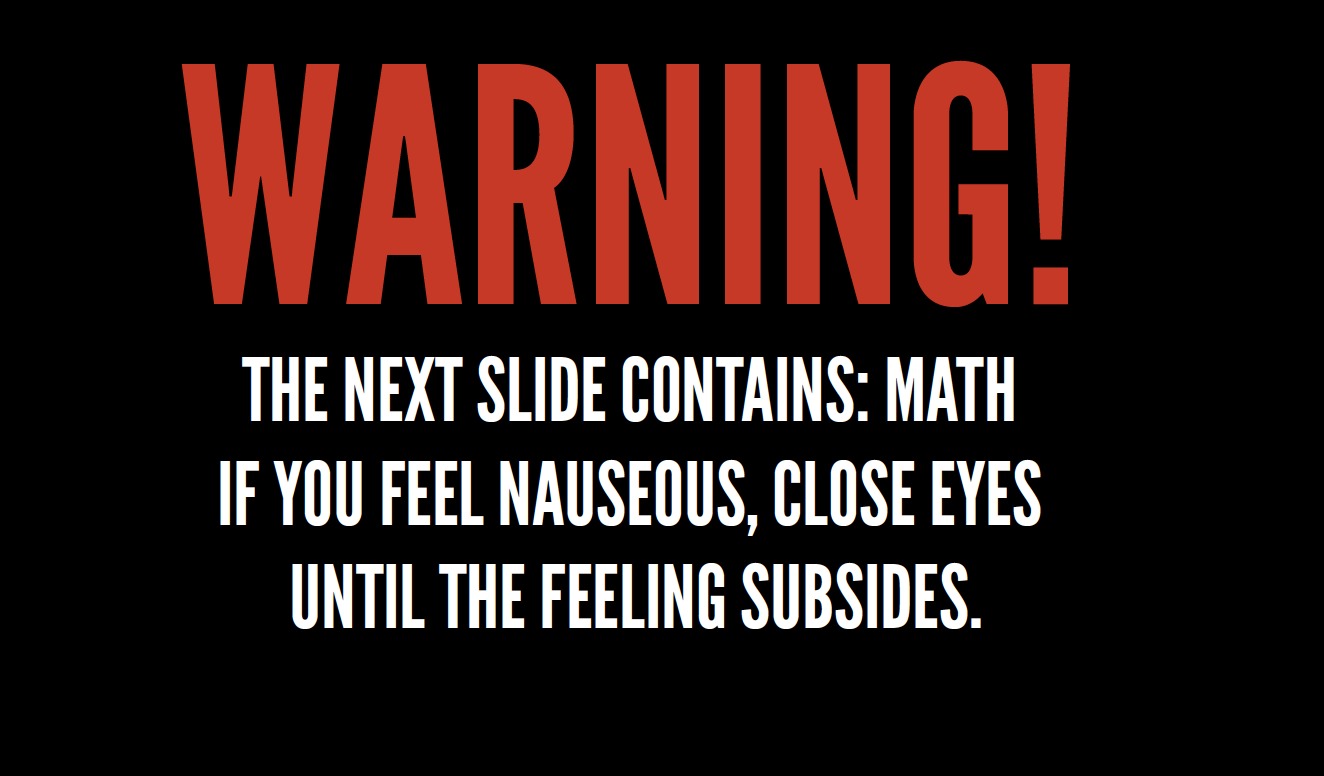 WARNING!
THE NEXT SLIDE CONTAINS: MATH
IF YOU FEEL NAUSEOUS, CLOSE EYES
UNTIL THE FEELING SUBSIDES.